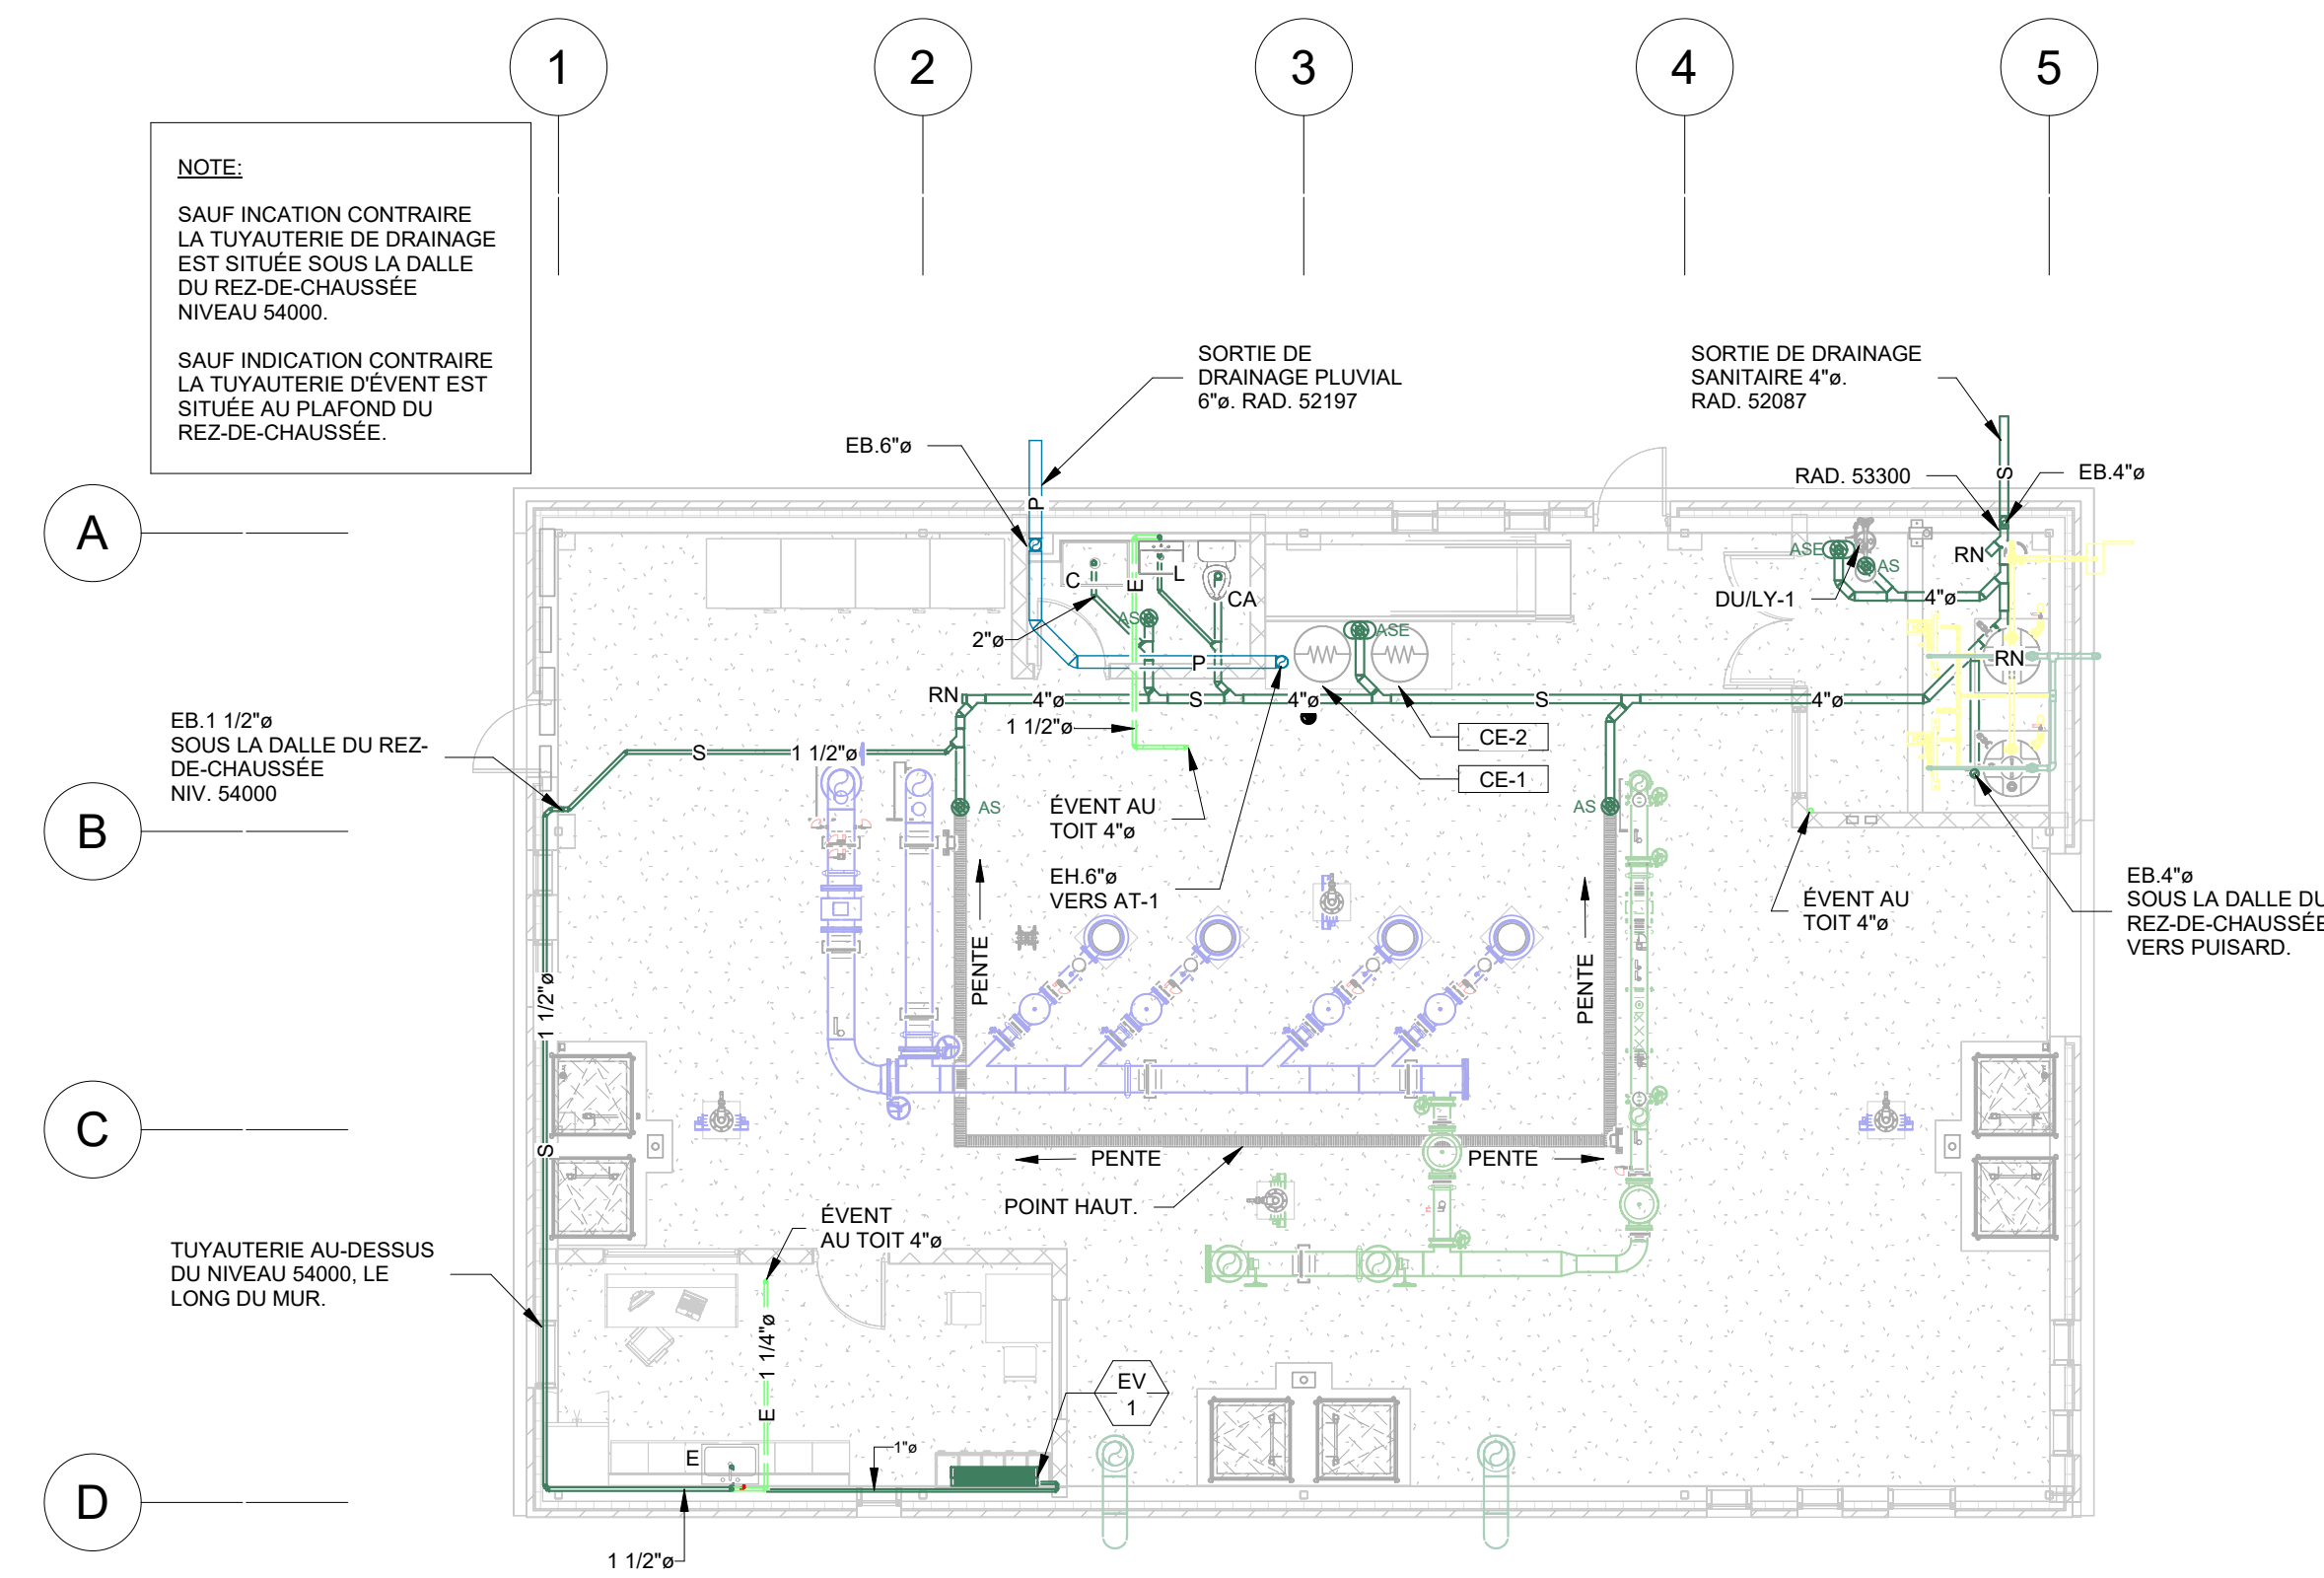 1
2
3
4
5
NOTE:
SAUF INCATION CONTRAIRE
LA TUYAUTERIE DE DRAINAGE
EST SITUÉE SOUS LA DALLE
DU REZ-DE-CHAUSSÉE
NIVEAU 54000.
SAUF INDICATION CONTRAIRE
LA TUYAUTERIE D'ÉVENT EST
SITUÉE AU PLAFOND DU
REZ-DE-CHAUSSÉE.
SORTIE DE
DRAINAGE PLUVIAL
6"ø. RAD. 52197
SORTIE DE DRAINAGE
SANITAIRE 4"ø.
RAD. 52087
EB.6"ø
RAD. 53300
S
EB.4"ø
A
P
ASE
RN
AS
C
E
L
CA
DU/LY-1
4"ø
AS
2"ø
ASE
P
RN
RN
4"ø
S
4"ø
S
4"ø
EB.1 1/2"ø
SOUS LA DALLE DU REZ-
DE-CHAUSSÉE
NIV. 54000
S
1 1/2"ø
1 1/2"ø
CE-2
CE-1
B
AS
ÉVENT AU
TOIT 4"ø
AS
EH.6"ø
VERS AT-1
PENTE
PENTE
ÉVENT AU
TOIT 4"ø
EB.4"ø
SOUS LA DALLE DU
REZ-DE-CHAUSSÉE
VERS PUISARD.
1 1/2"ø
C
S
PENTE
PENTE
POINT HAUT.
TUYAUTERIE AU-DESSUS
DU NIVEAU 54000, LE
LONG DU MUR.
ÉVENT
AU TOIT 4"ø
1 1/4"ø
E
EV
1
E
1"ø
D
1 1/2"ø